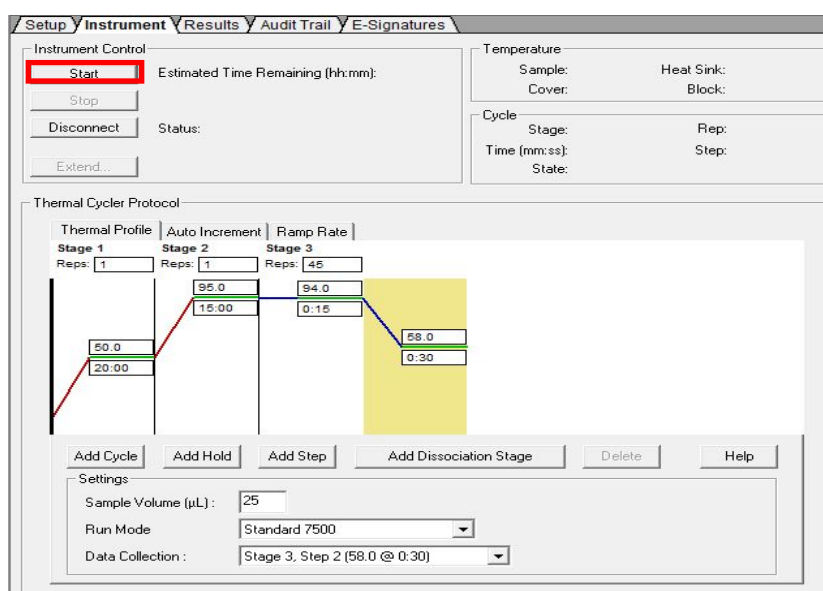 Setup Instrument Results Audit Trail E-Signatures
Instrument Control
Start Estimated Time Remaining (hh:mm):
Stop
Disconnect Status:
Extend...
Temperature
Sample: Heat Sink:
Cover: Block:
Cycle
Stage: Rep:
Time (mm:ss): Step:
State:
Thermal Cycler Protocol
Thermal Profile Auto Increment Ramp Rate
Stage 1 Stage 2 Stage 3
Reps: 1 Reps: 1 Reps: 45
95.0 94.0
15:00 0:15
50.0 58.0
20:00 0:30
Add Cycle Add Hold Add Step Add Dissociation Stage Delete Help
Settings
Sample Volume (µL) : 25
Run Mode Standard 7500
Data Collection : Stage 3, Step 2 (58.0 @ 0:30)